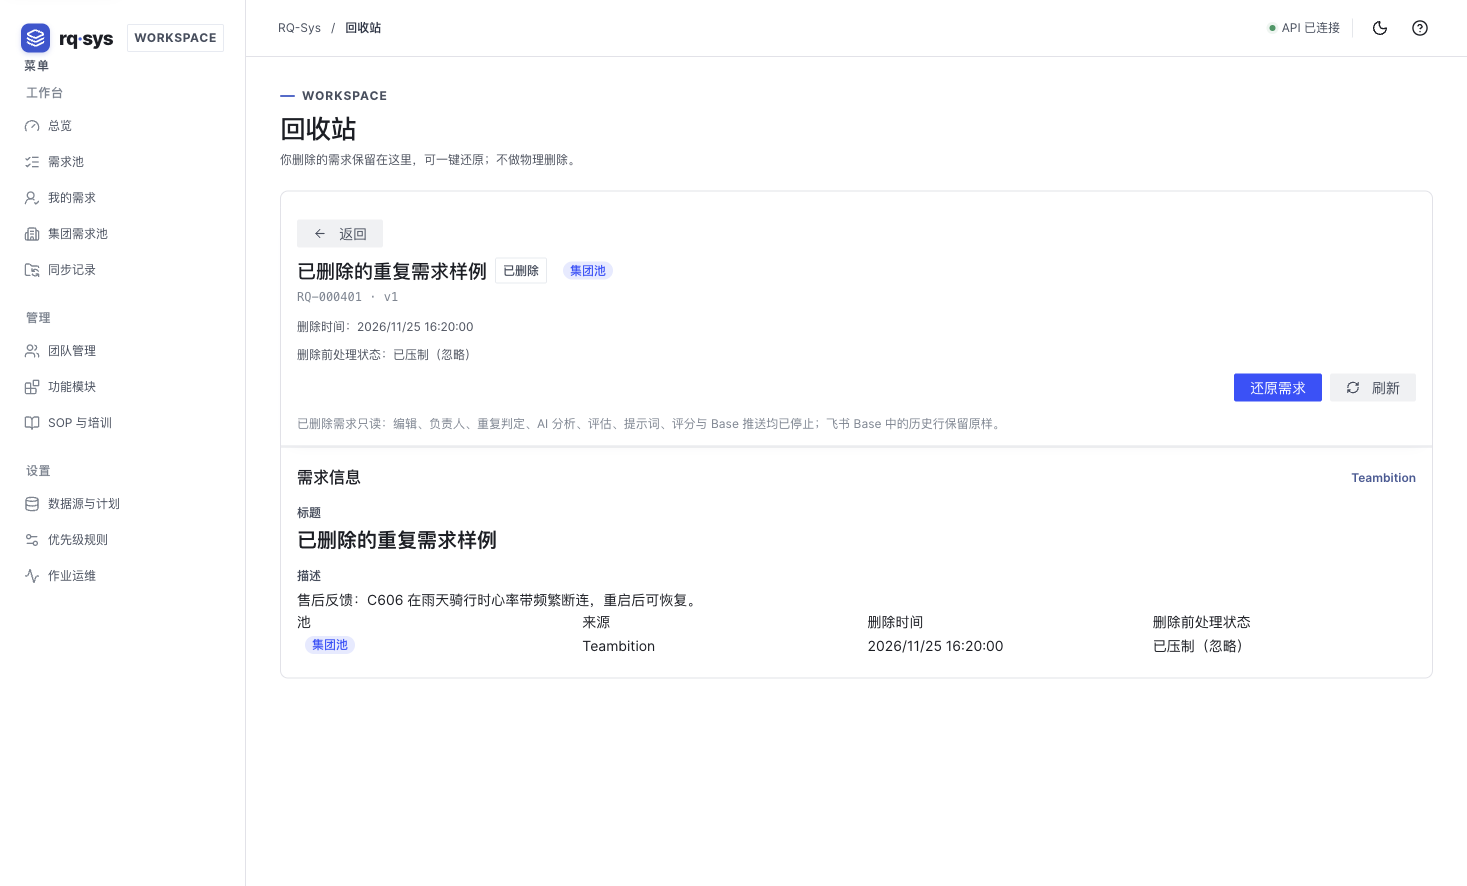 rq·sys WORKSPACE
菜单
工作台
总览
需求池
我的需求
集团需求池
同步记录
管理
团队管理
功能模块
SOP 与培训
设置
数据源与计划
优先级规则
作业运维
RQ-Sys / 回收站
API 已连接
WORKSPACE
回收站
你删除的需求保留在这里，可一键还原；不做物理删除。
返回
已删除的重复需求样例 已删除 集团池
RQ-000401 · v1
删除时间：2026/11/25 16:20:00
删除前处理状态：已压制（忽略）
还原需求 刷新
已删除需求只读：编辑、负责人、重复判定、AI 分析、评估、提示词、评分与 Base 推送均已停止；飞书 Base 中的历史行保留原样。
需求信息 Teambition
标题
已删除的重复需求样例
描述
售后反馈：C606 在雨天骑行时心率带频繁断连，重启后可恢复。
池 来源 删除时间 删除前处理状态
集团池 Teambition 2026/11/25 16:20:00 已压制（忽略）